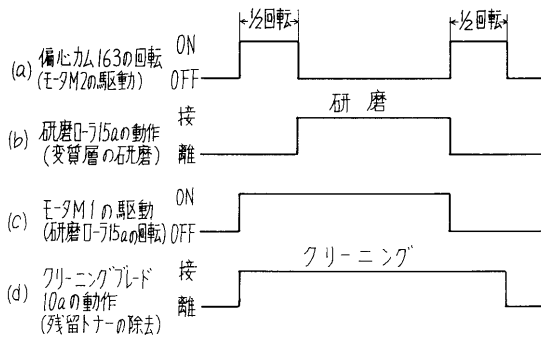 1/2回転
1/2回転
(a) 偏心カム163の回転
(モータM2の駆動)
ON
OFF
研磨
(b) 研磨ローラ15aの動作
(変質層の研磨)
接
離
(c) モータM1の駆動
(研磨ローラ15aの回転)
ON
OFF
クリーニング
(d) クリーニングブレード
10aの動作
(残留トナーの除去)
接
離